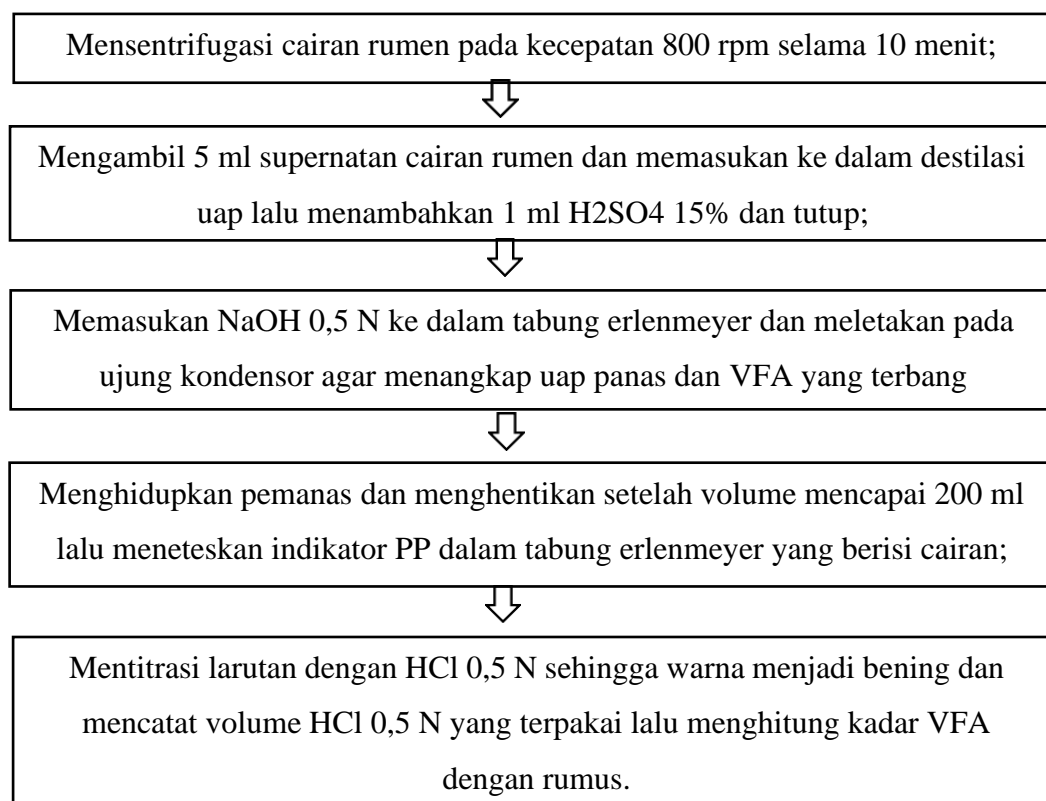 Mensentrifugasi cairan rumen pada kecepatan 800 rpm selama 10 menit;
Mengambil 5 ml supernatan cairan rumen dan memasukan ke dalam destilasi
uap lalu menambahkan 1 ml H2SO4 15% dan tutup;
Memasukan NaOH 0,5 N ke dalam tabung erlenmeyer dan meletakan pada
ujung kondensor agar menangkap uap panas dan VFA yang terbang
Menghidupkan pemanas dan menghentikan setelah volume mencapai 200 ml
lalu meneteskan indikator PP dalam tabung erlenmeyer yang berisi cairan;
Mentitrasi larutan dengan HCl 0,5 N sehingga warna menjadi bening dan
mencatat volume HCl 0,5 N yang terpakai lalu menghitung kadar VFA
dengan rumus.